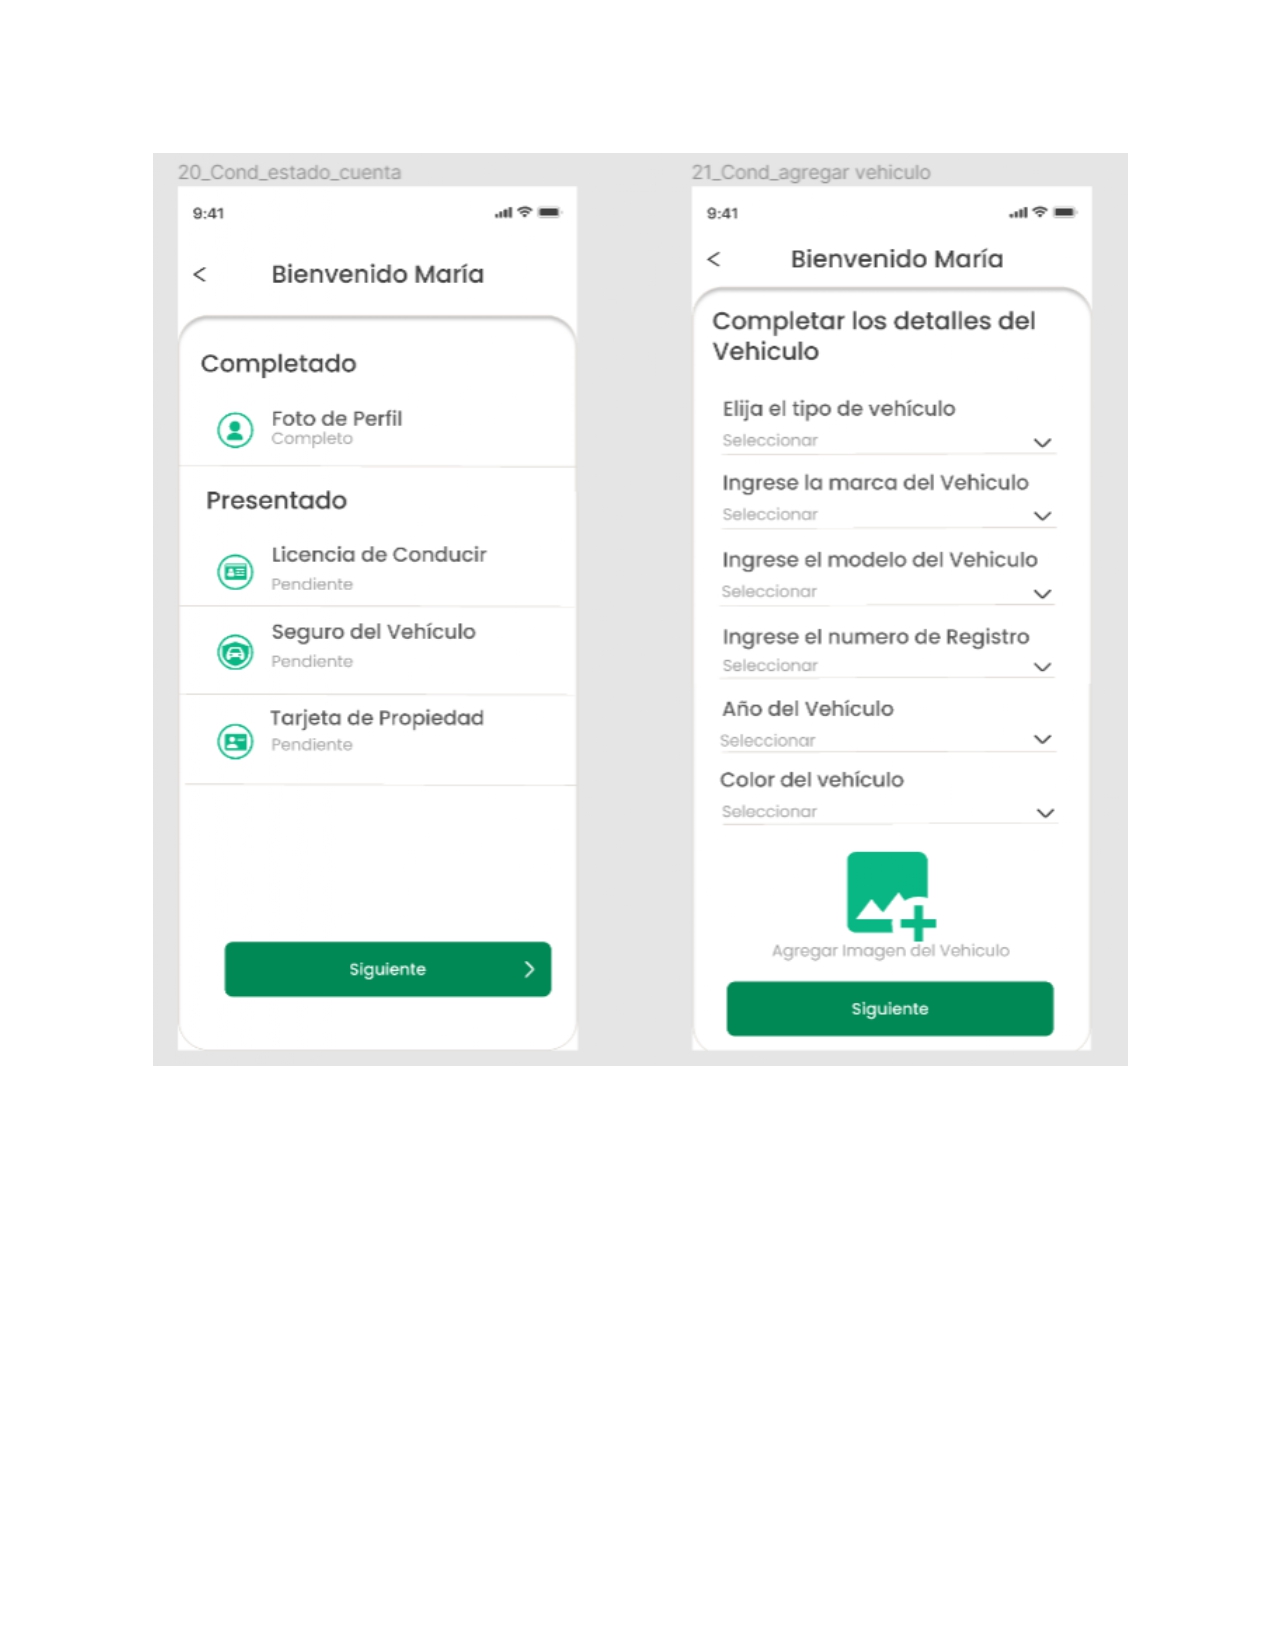 20_Cond_estado_cuenta
9:41
<
Bienvenido María
Completado
Foto de Perfil
Completo
Presentado
Licencia de Conducir
Pendiente
Seguro del Vehículo
Pendiente
Tarjeta de Propiedad
Pendiente
Siguiente
21_Cond_agregar vehiculo
9:41
<
Bienvenido María
Completar los detalles del
Vehiculo
Elija el tipo de vehículo
Seleccionar
Ingrese la marca del Vehiculo
Seleccionar
Ingrese el modelo del Vehiculo
Seleccionar
Ingrese el numero de Registro
Seleccionar
Año del Vehículo
Seleccionar
Color del vehículo
Seleccionar
Agregar Imagen del Vehiculo
Siguiente